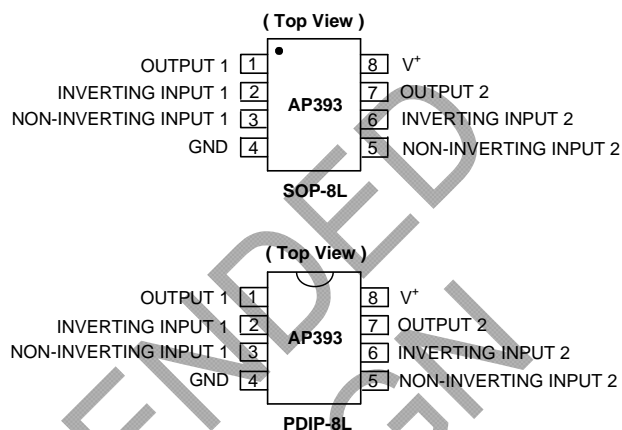 ( Top View )
OUTPUT 1 1 8 V+
INVERTING INPUT 1 2 7 OUTPUT 2
NON-INVERTING INPUT 1 3 AP393 6 INVERTING INPUT 2
GND 4 5 NON-INVERTING INPUT 2
SOP-8L
( Top View )
OUTPUT 1 1 8 V+
INVERTING INPUT 1 2 7 OUTPUT 2
NON-INVERTING INPUT 1 3 AP393 6 INVERTING INPUT 2
GND 4 5 NON-INVERTING INPUT 2
PDIP-8L